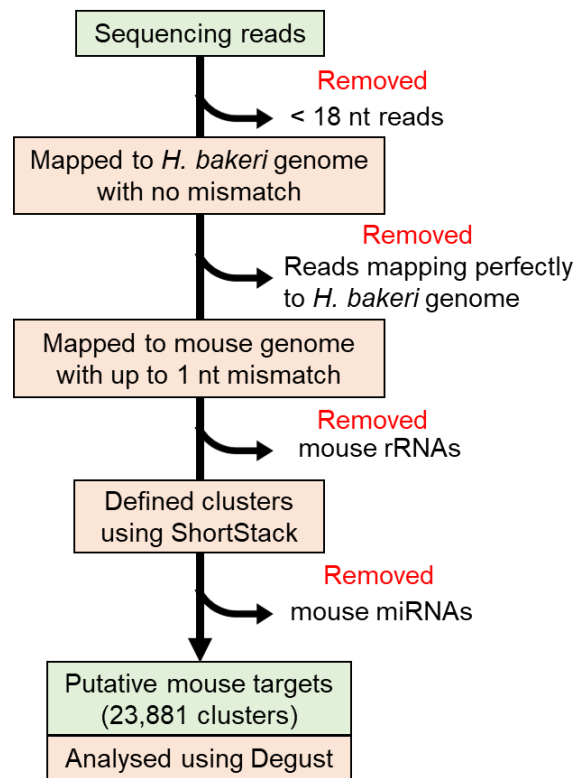 Sequencing reads
Removed
< 18 nt reads
Mapped to H. bakeri genome
with no mismatch
Removed
Reads mapping perfectly
to H. bakeri genome
Mapped to mouse genome
with up to 1 nt mismatch
Removed
mouse rRNAs
Defined clusters
using ShortStack
Removed
mouse miRNAs
Putative mouse targets
(23,881 clusters)
Analysed using Degust